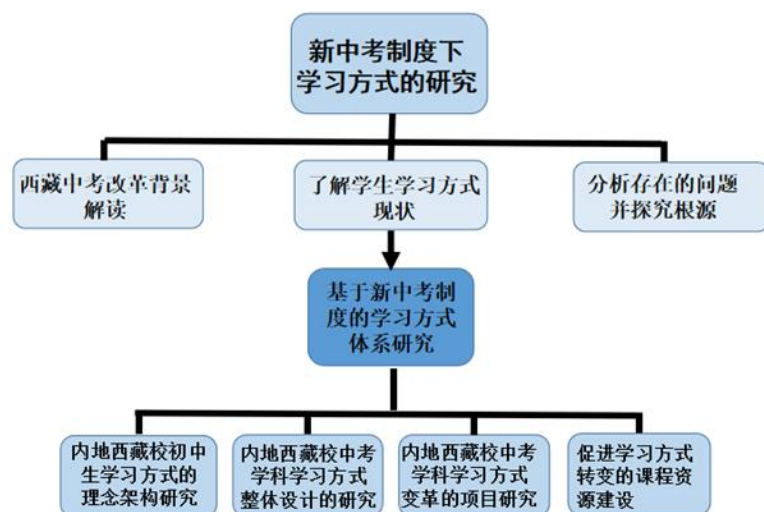 新中考制度下
学习方式的研究
西藏中考改革背景
解读
了解学生学习方式
现状
分析存在的问题
并探究根源
基于新中考制
度的学习方式
体系研究
内地西藏校初中
生学习方式的
理念架构研究
内地西藏校中考
学科学习方式
整体设计的研究
内地西藏校中考
学科学习方式
变革的项目研究
促进学习方式
转变的课程资
源建设